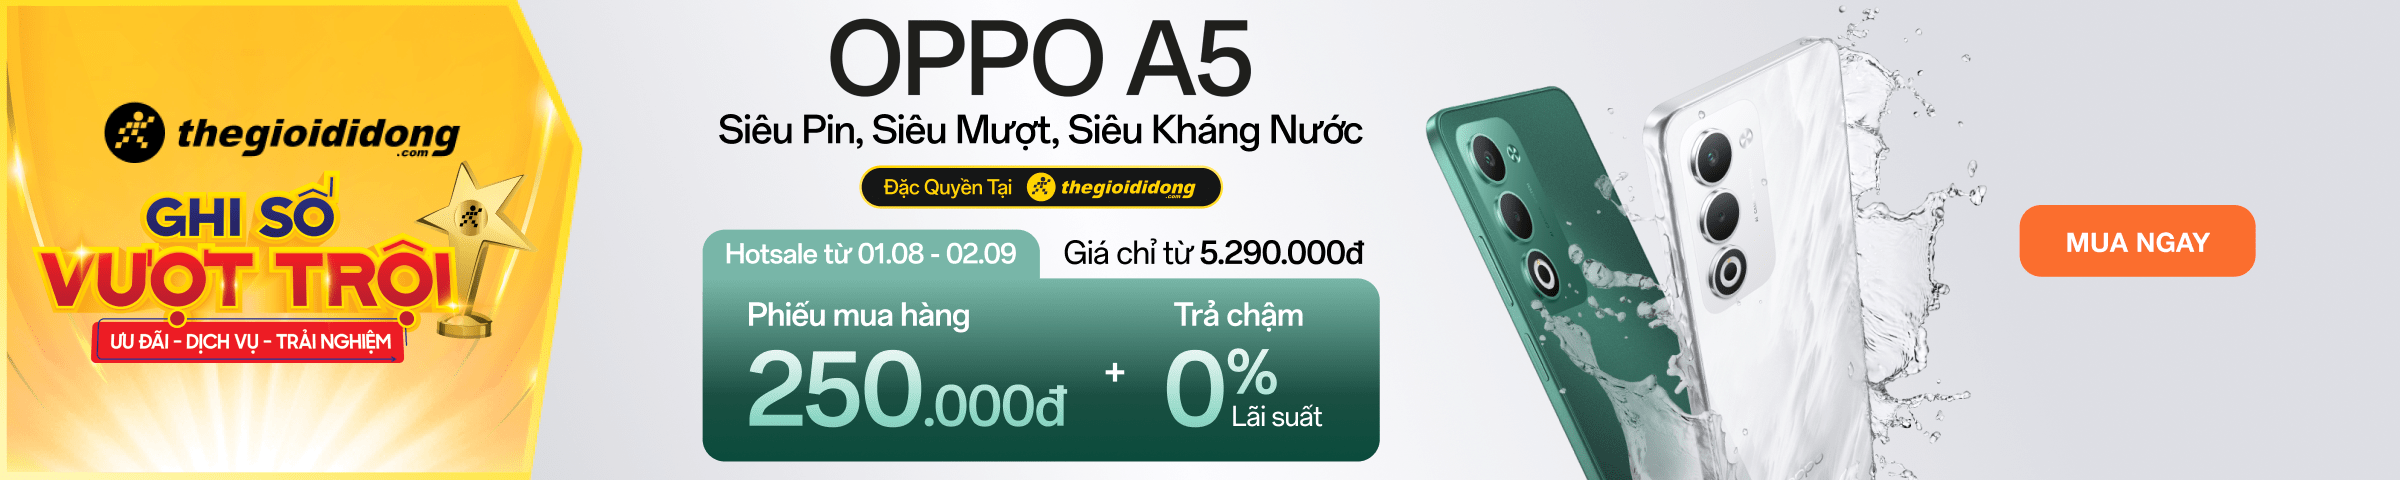 thegioididong
.com
GHI SỐ
VƯỢT TRỘI
ƯU ĐÃI - DỊCH VỤ - TRẢI NGHIỆM
OPPO A5
Siêu Pin, Siêu Mượt, Siêu Kháng Nước
Đặc Quyền Tại thegioididong
.com
Hotsale từ 01.08 - 02.09
Giá chỉ từ 5.290.000đ
Phiếu mua hàng
250.000đ
+
Trả chậm
0%
Lãi suất
MUA NGAY